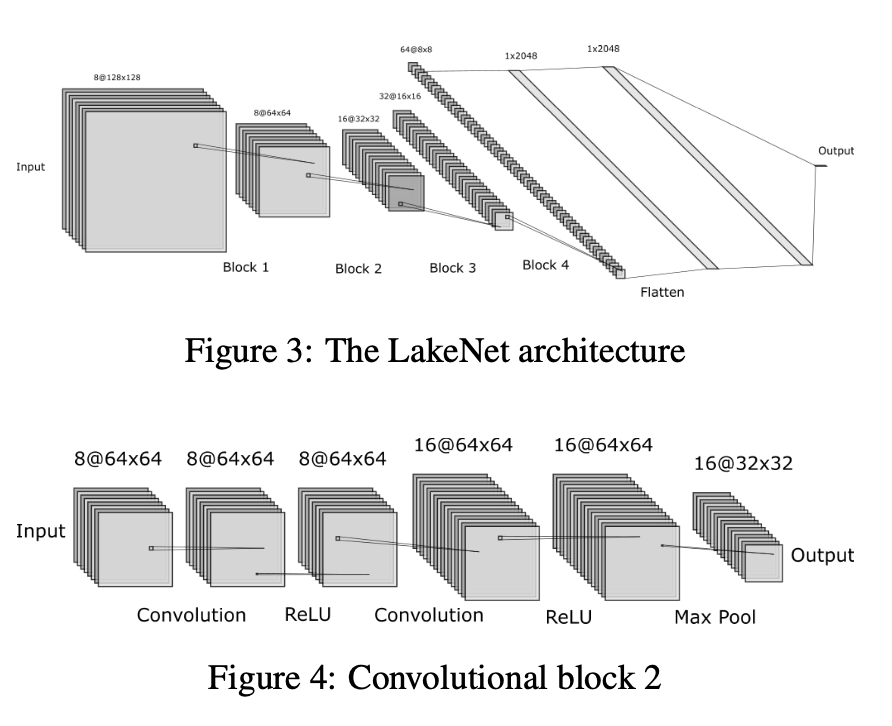 64@8x8
1x2048
1x2048
8@128x128
32@16x16
8@64x64
16@32x32
Input
Output
Block 1
Block 2
Block 3
Block 4
Flatten
Figure 3: The LakeNet architecture
8@64x64
8@64x64
8@64x64
16@64x64
16@64x64
16@32x32
Input
Output
Convolution
ReLU
Convolution
ReLU
Max Pool
Figure 4: Convolutional block 2